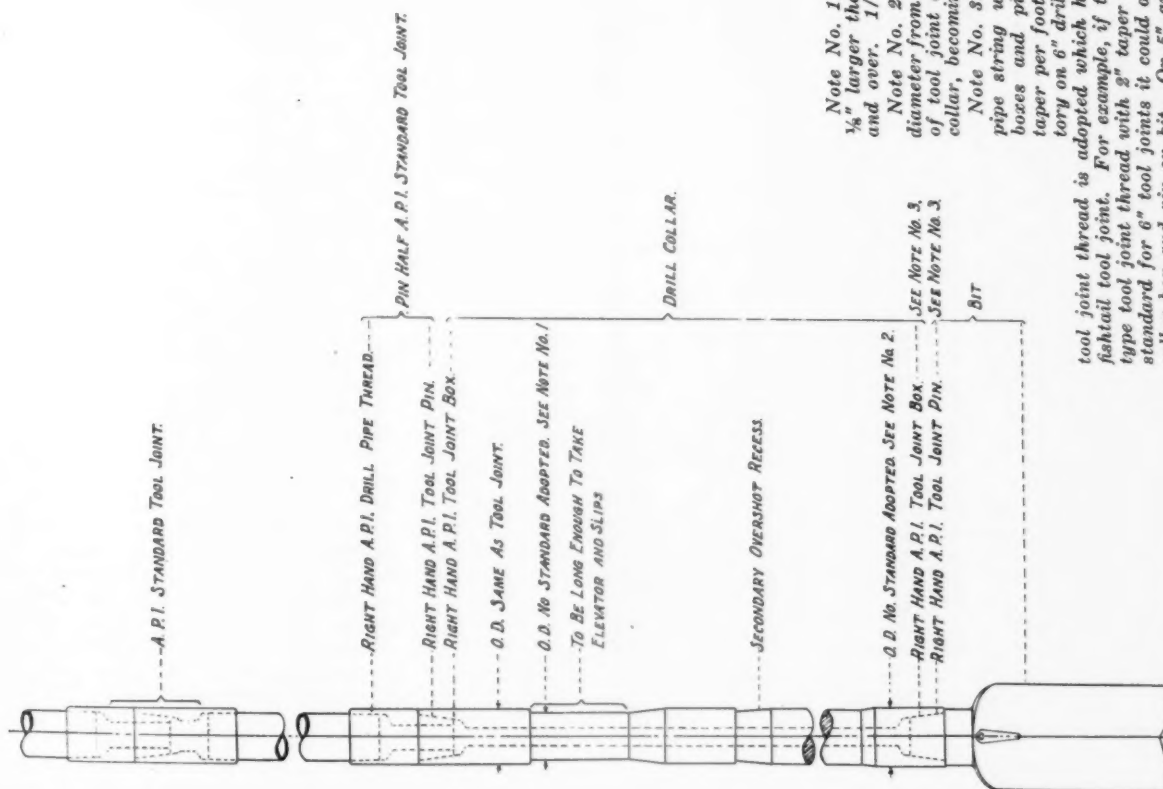 A.P.I. STANDARD TOOL JOINT.
RIGHT HAND A.P.I. DRILL PIPE THREAD
PIN HALF A.P.I. STANDARD TOOL JOINT.
RIGHT HAND A.P.I. TOOL JOINT PIN.
RIGHT HAND A.P.I. TOOL JOINT BOX.
O.D. SAME AS TOOL JOINT.
O.D. NO STANDARD ADOPTED. SEE NOTE NO. 1
TO BE LONG ENOUGH TO TAKE
ELEVATOR AND SLIPS
DRILL COLLAR.
SECONDARY OVERSHOT RECESS.
O.D. NO. STANDARD ADOPTED. SEE NOTE NO. 2.
RIGHT HAND A.P.I. TOOL JOINT BOX.
SEE NOTE NO. 3.
RIGHT HAND A.P.I. TOOL JOINT PIN.
SEE NOTE NO. 3.
BIT
Note No. 1
⅛" larger tha
and over. 1/
Note No. 2
diameter from
of tool joint
collar, becomin
Note No. 3
pipe string w
boxes and pi
taper per foot
tory on 6" dril
tool joint thread is adopted which h
fishtail tool joint. For example, if t
type tool joint thread with 2" taper
standard for 6" tool joints it could
On 5"